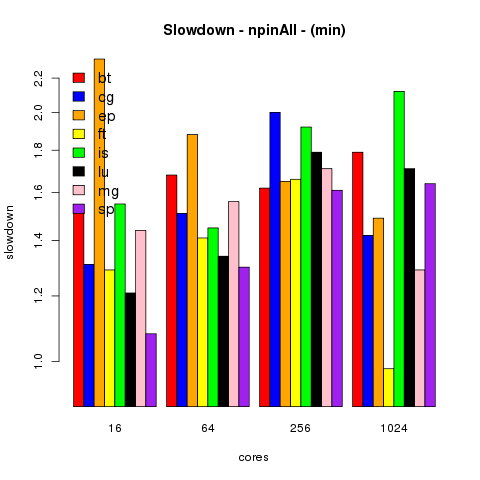 Slowdown - npinAll - (min)
slowdown
2.2
2.0
1.8
1.6
1.4
1.2
1.0
bt
cg
ep
ft
is
lu
mg
sp
16
64
256
1024
cores